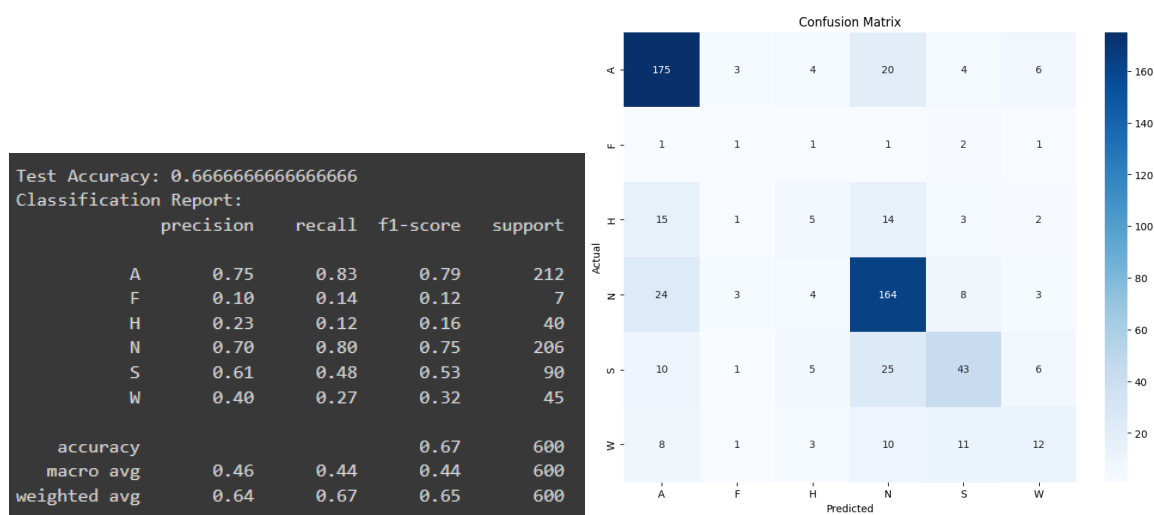 Test Accuracy: 0.6666666666666666
Classification Report:
precision recall f1-score support
A 0.75 0.83 0.79 212
F 0.10 0.14 0.12 7
H 0.23 0.12 0.16 40
N 0.70 0.80 0.75 206
S 0.61 0.48 0.53 90
W 0.40 0.27 0.32 45
accuracy 0.67 600
macro avg 0.46 0.44 0.44 600
weighted avg 0.64 0.67 0.65 600
Confusion Matrix
A 175 3 4 20 4 6
F 1 1 1 1 2 1
H 15 1 5 14 3 2
N 24 3 4 164 8 3
S 10 1 5 25 43 6
W 8 1 3 10 11 12
A F H N S W
Actual
Predicted
160
140
120
100
80
60
40
20